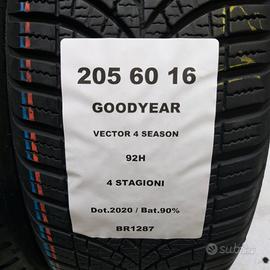 205 60 16
GOODYEAR
VECTOR 4 SEASON
92H
4 STAGIONI
Dot.2020 / Bat.90%
BR1287
subito